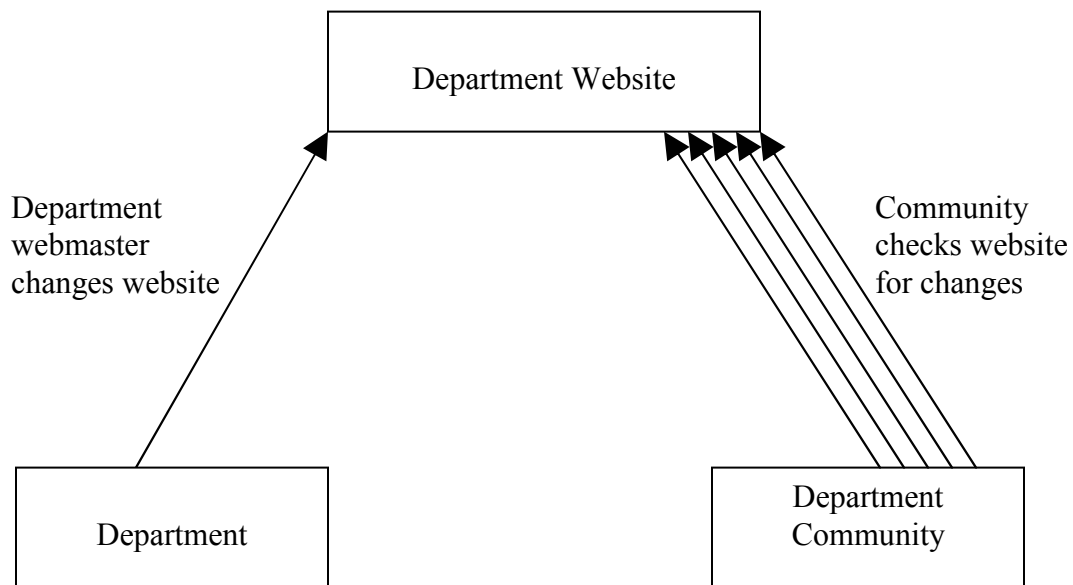 Department Website
Department
webmaster
changes website
Community
checks website
for changes
Department
Department
Community